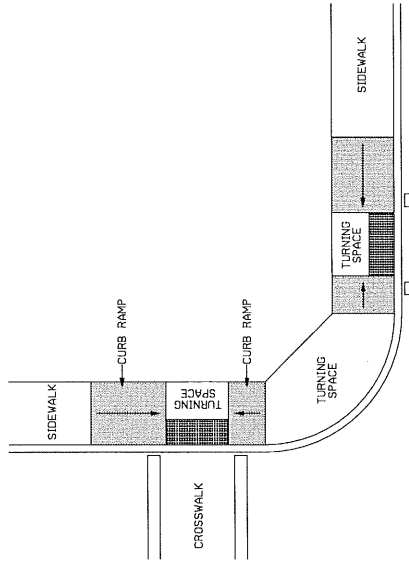 SIDEWALK
TURNING
SPACE
CURB RAMP
CURB RAMP
SIDEWALK
TURNING
SPACE
TURNING
SPACE
CROSSWALK